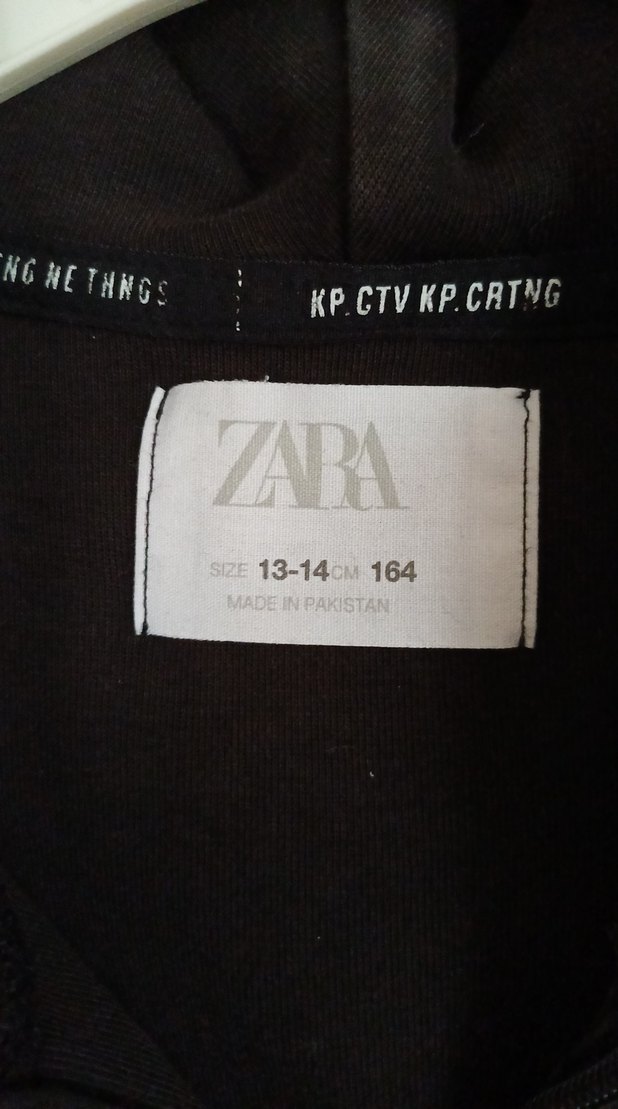 NG NE THNGS
KP.CTV KP.CRTNG
ZARA
SIZE 13-14 CM 164
MADE IN PAKISTAN